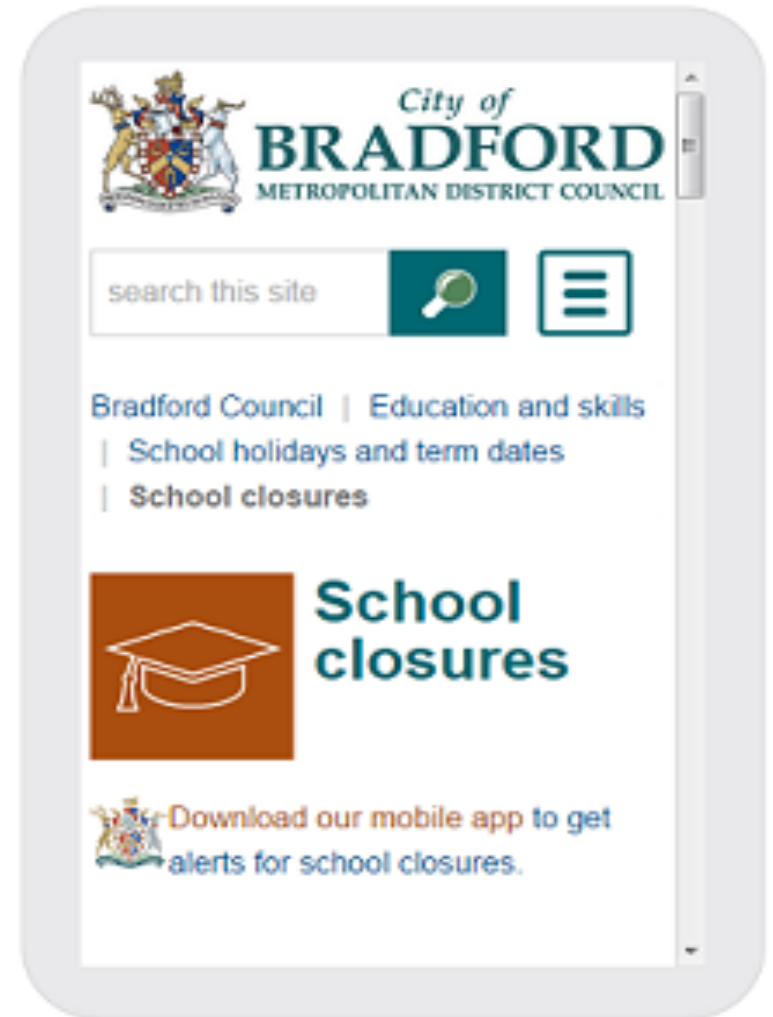 City of
BRADFORD
METROPOLITAN DISTRICT COUNCIL
search this site
Bradford Council | Education and skills
| School holidays and term dates
| School closures
School
closures
Download our mobile app to get
alerts for school closures.